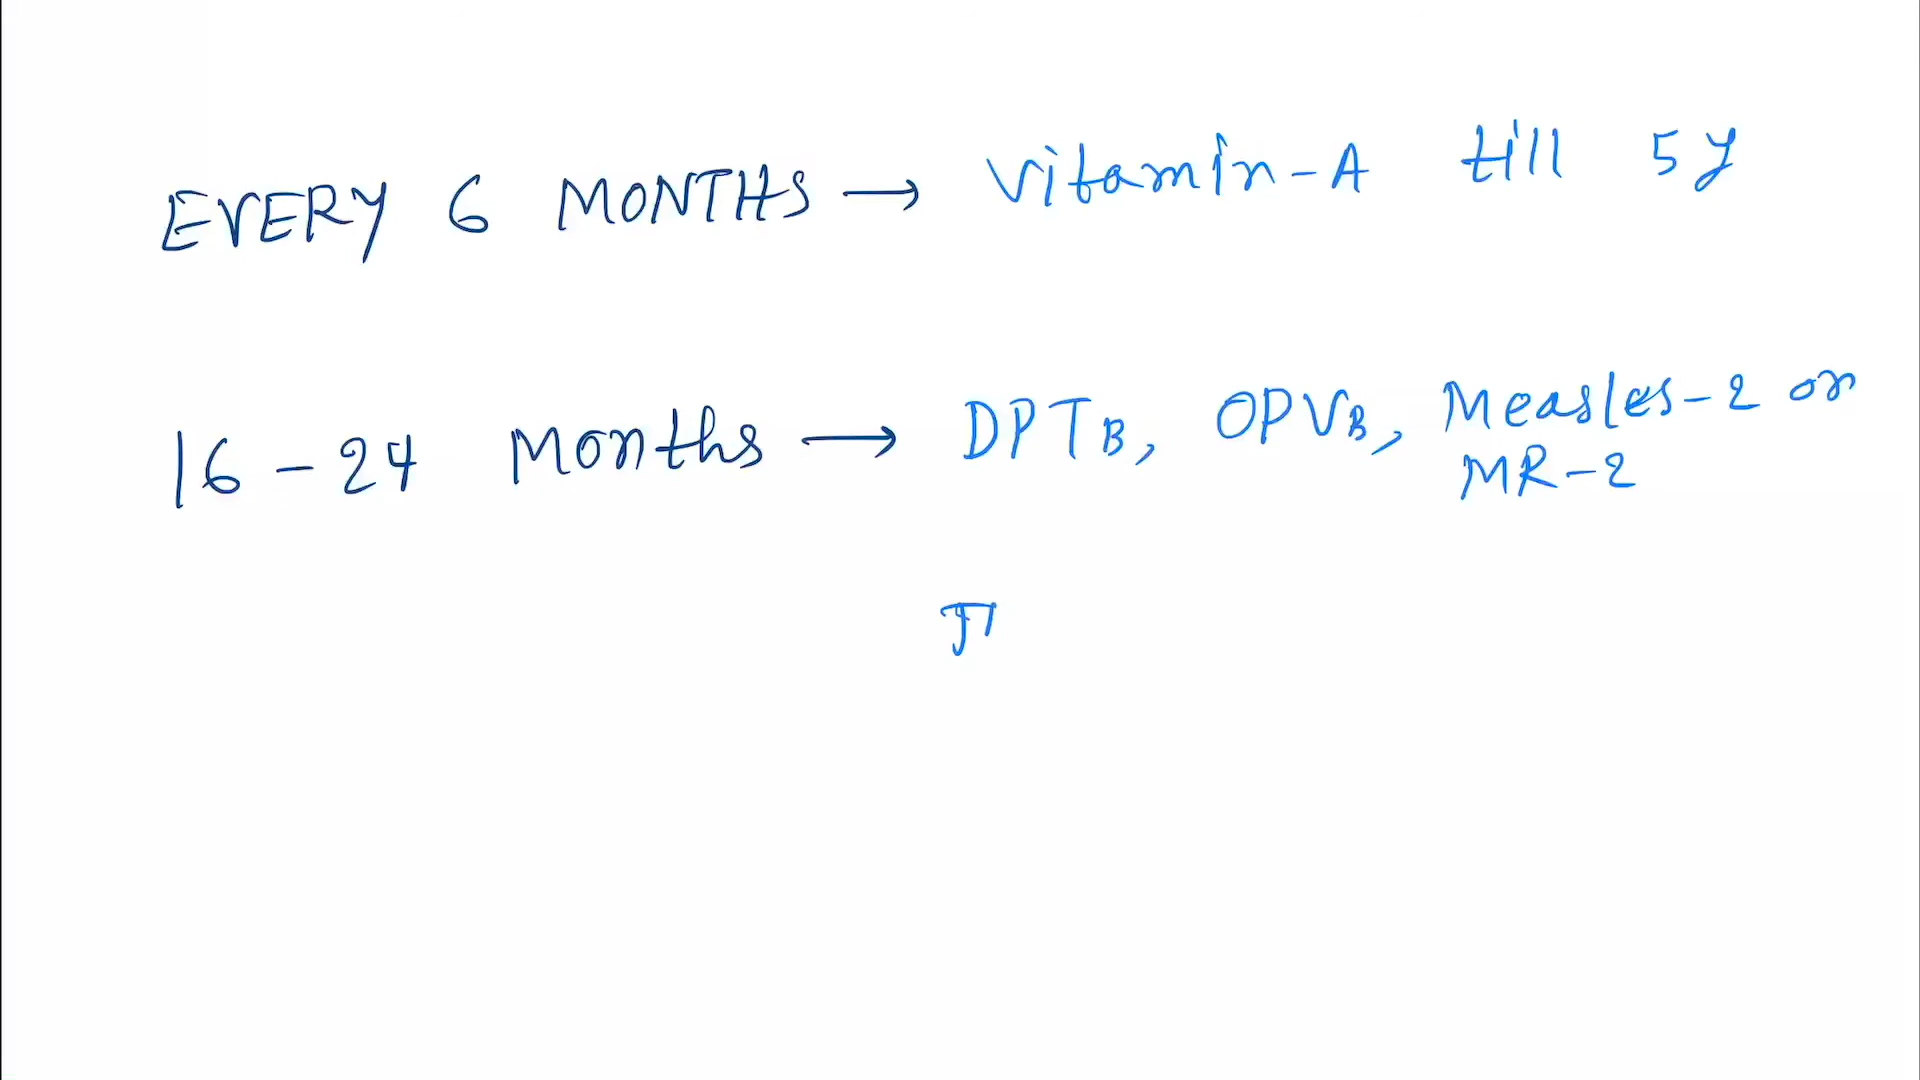 EVERY 6 MONTHS → Vitamin-A till 5y
16-24 Months → DPTB, OPVB, Measles-2 or
MR-2